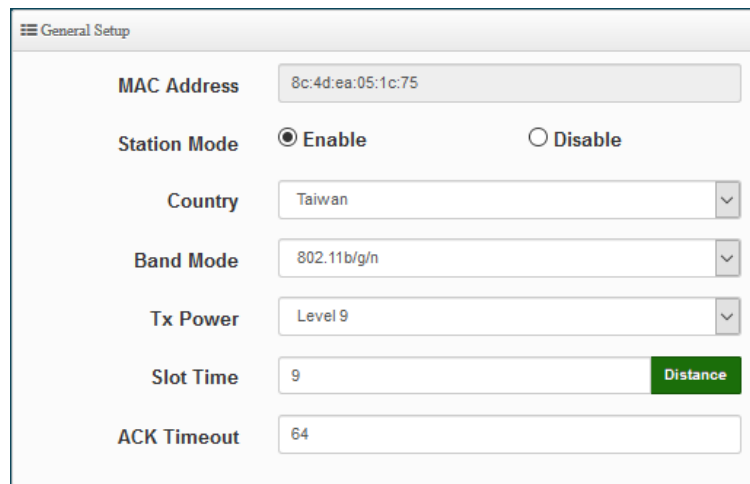 General Setup
MAC Address 8c:4d:ea:05:1c:75
Station Mode Enable Disable
Country Taiwan
Band Mode 802.11b/g/n
Tx Power Level 9
Slot Time 9 Distance
ACK Timeout 64